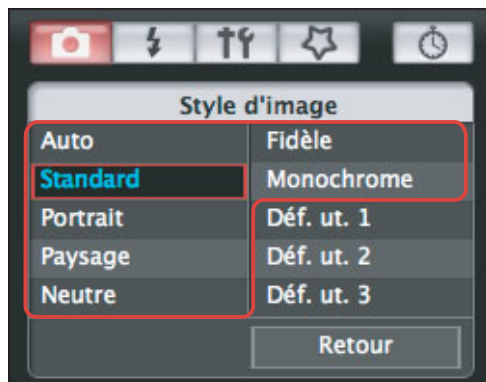 Style d'image
Auto
Fidèle
Standard
Monochrome
Portrait
Déf. ut. 1
Paysage
Déf. ut. 2
Neutre
Déf. ut. 3
Retour